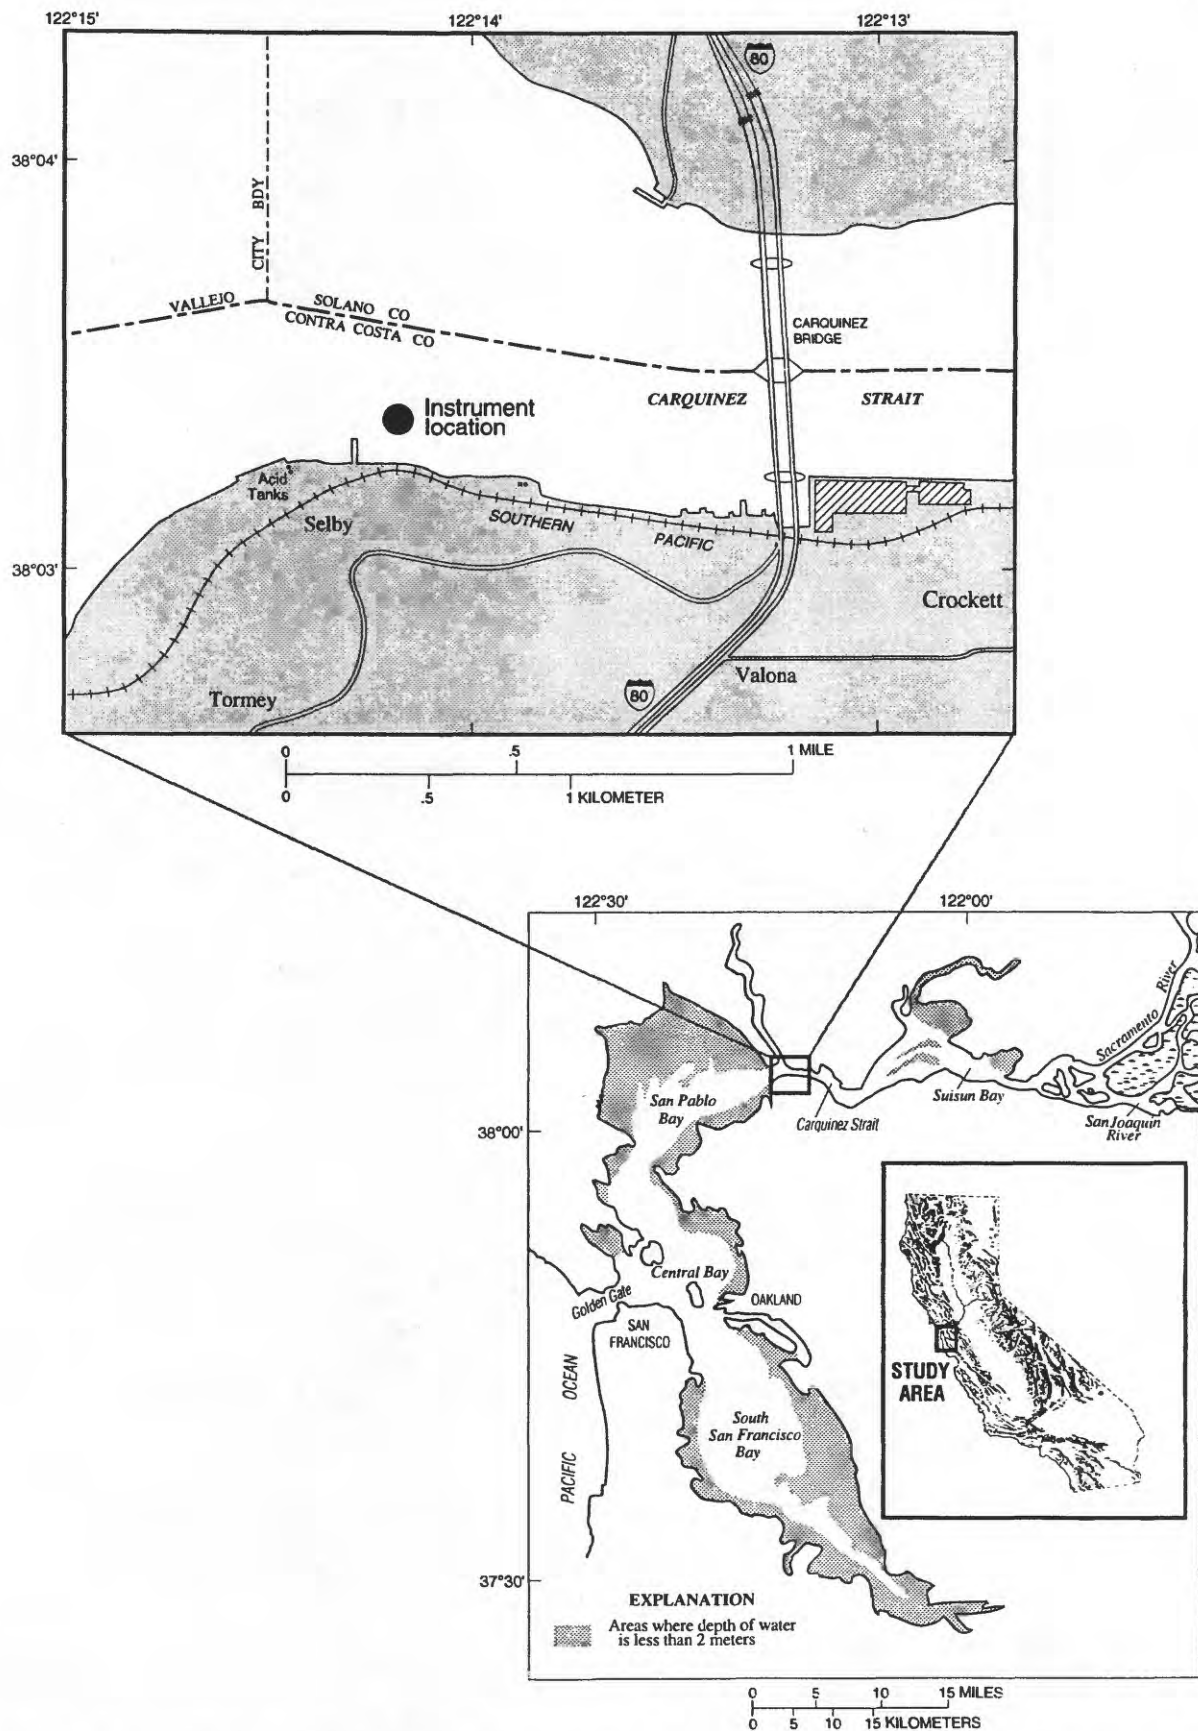 122°15'
122°14'
122°13'
80
38°04'
CITY BDY
VALLEJO
SOLANO CO
CONTRA COSTA CO
CARQUINEZ
BRIDGE
CARQUINEZ STRAIT
Instrument
location
Acid
Tanks
Selby
SOUTHERN PACIFIC
38°03'
Crockett
Tormey
80
Valona
0 .5 1 MILE
0 .5 1 KILOMETER
122°30'
122°00'
Sacramento River
San Pablo
Bay
Carquinez Strait
Suisun Bay
San Joaquin
River
38°00'
Central Bay
Golden Gate
OAKLAND
SAN
FRANCISCO
PACIFIC OCEAN
STUDY
AREA
South
San Francisco
Bay
37°30'
EXPLANATION
Areas where depth of water
is less than 2 meters
0 5 10 15 MILES
0 5 10 15 KILOMETERS